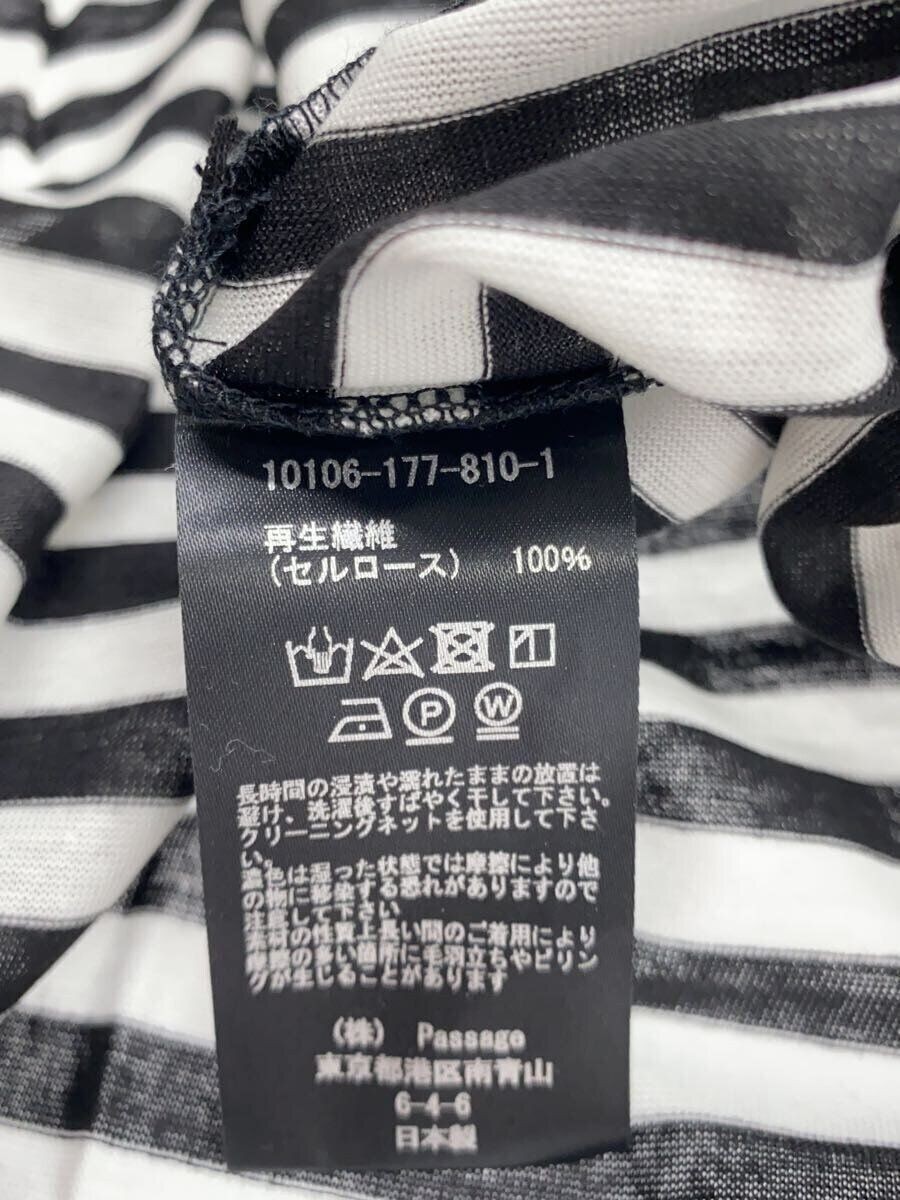 10106-177-810-1
再生繊維
(セルロース) 100%
P W
長時間の浸漬や濡れたままの放置は
避け、洗濯後すばやく干して下さい。
クリーニングネットを使用して下さ
い。
濃色は湿った状態では摩擦により他
の物に移染する恐れがありますので
注意して下さい
素材の性質上長い間のご着用により
摩擦の多い箇所に毛羽立ちやピリン
グが生じることがあります
(株) Passage
東京都港区南青山
6-4-6
日本製